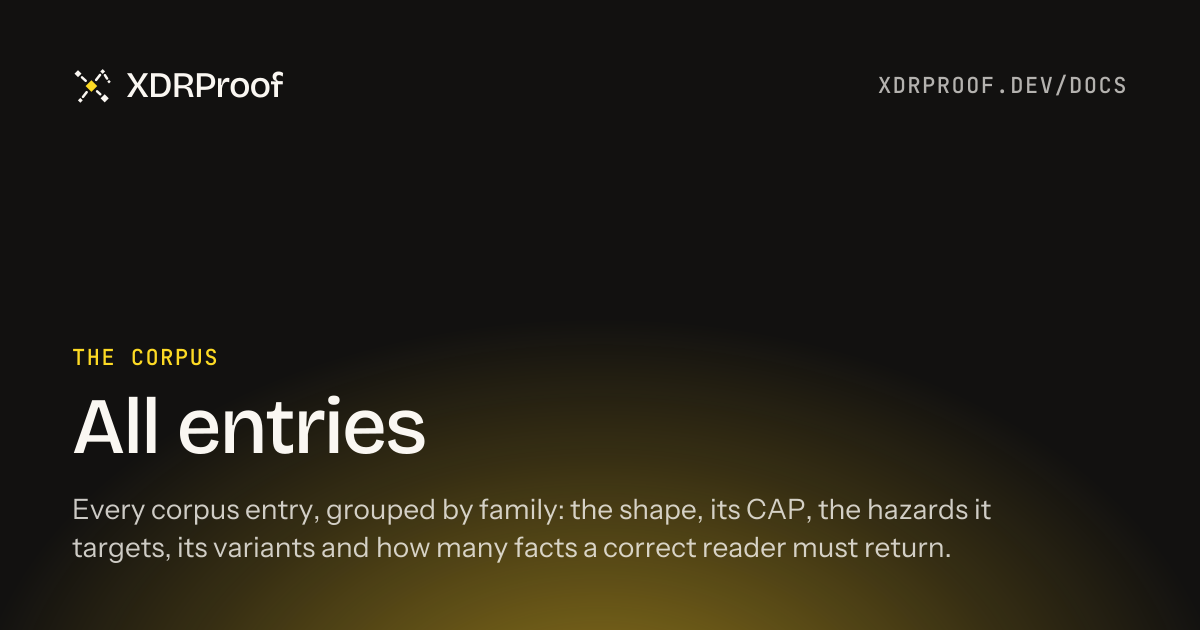 XDRProof
XDRPROOF.DEV/DOCS
THE CORPUS
All entries
Every corpus entry, grouped by family: the shape, its CAP, the hazards it
targets, its variants and how many facts a correct reader must return.